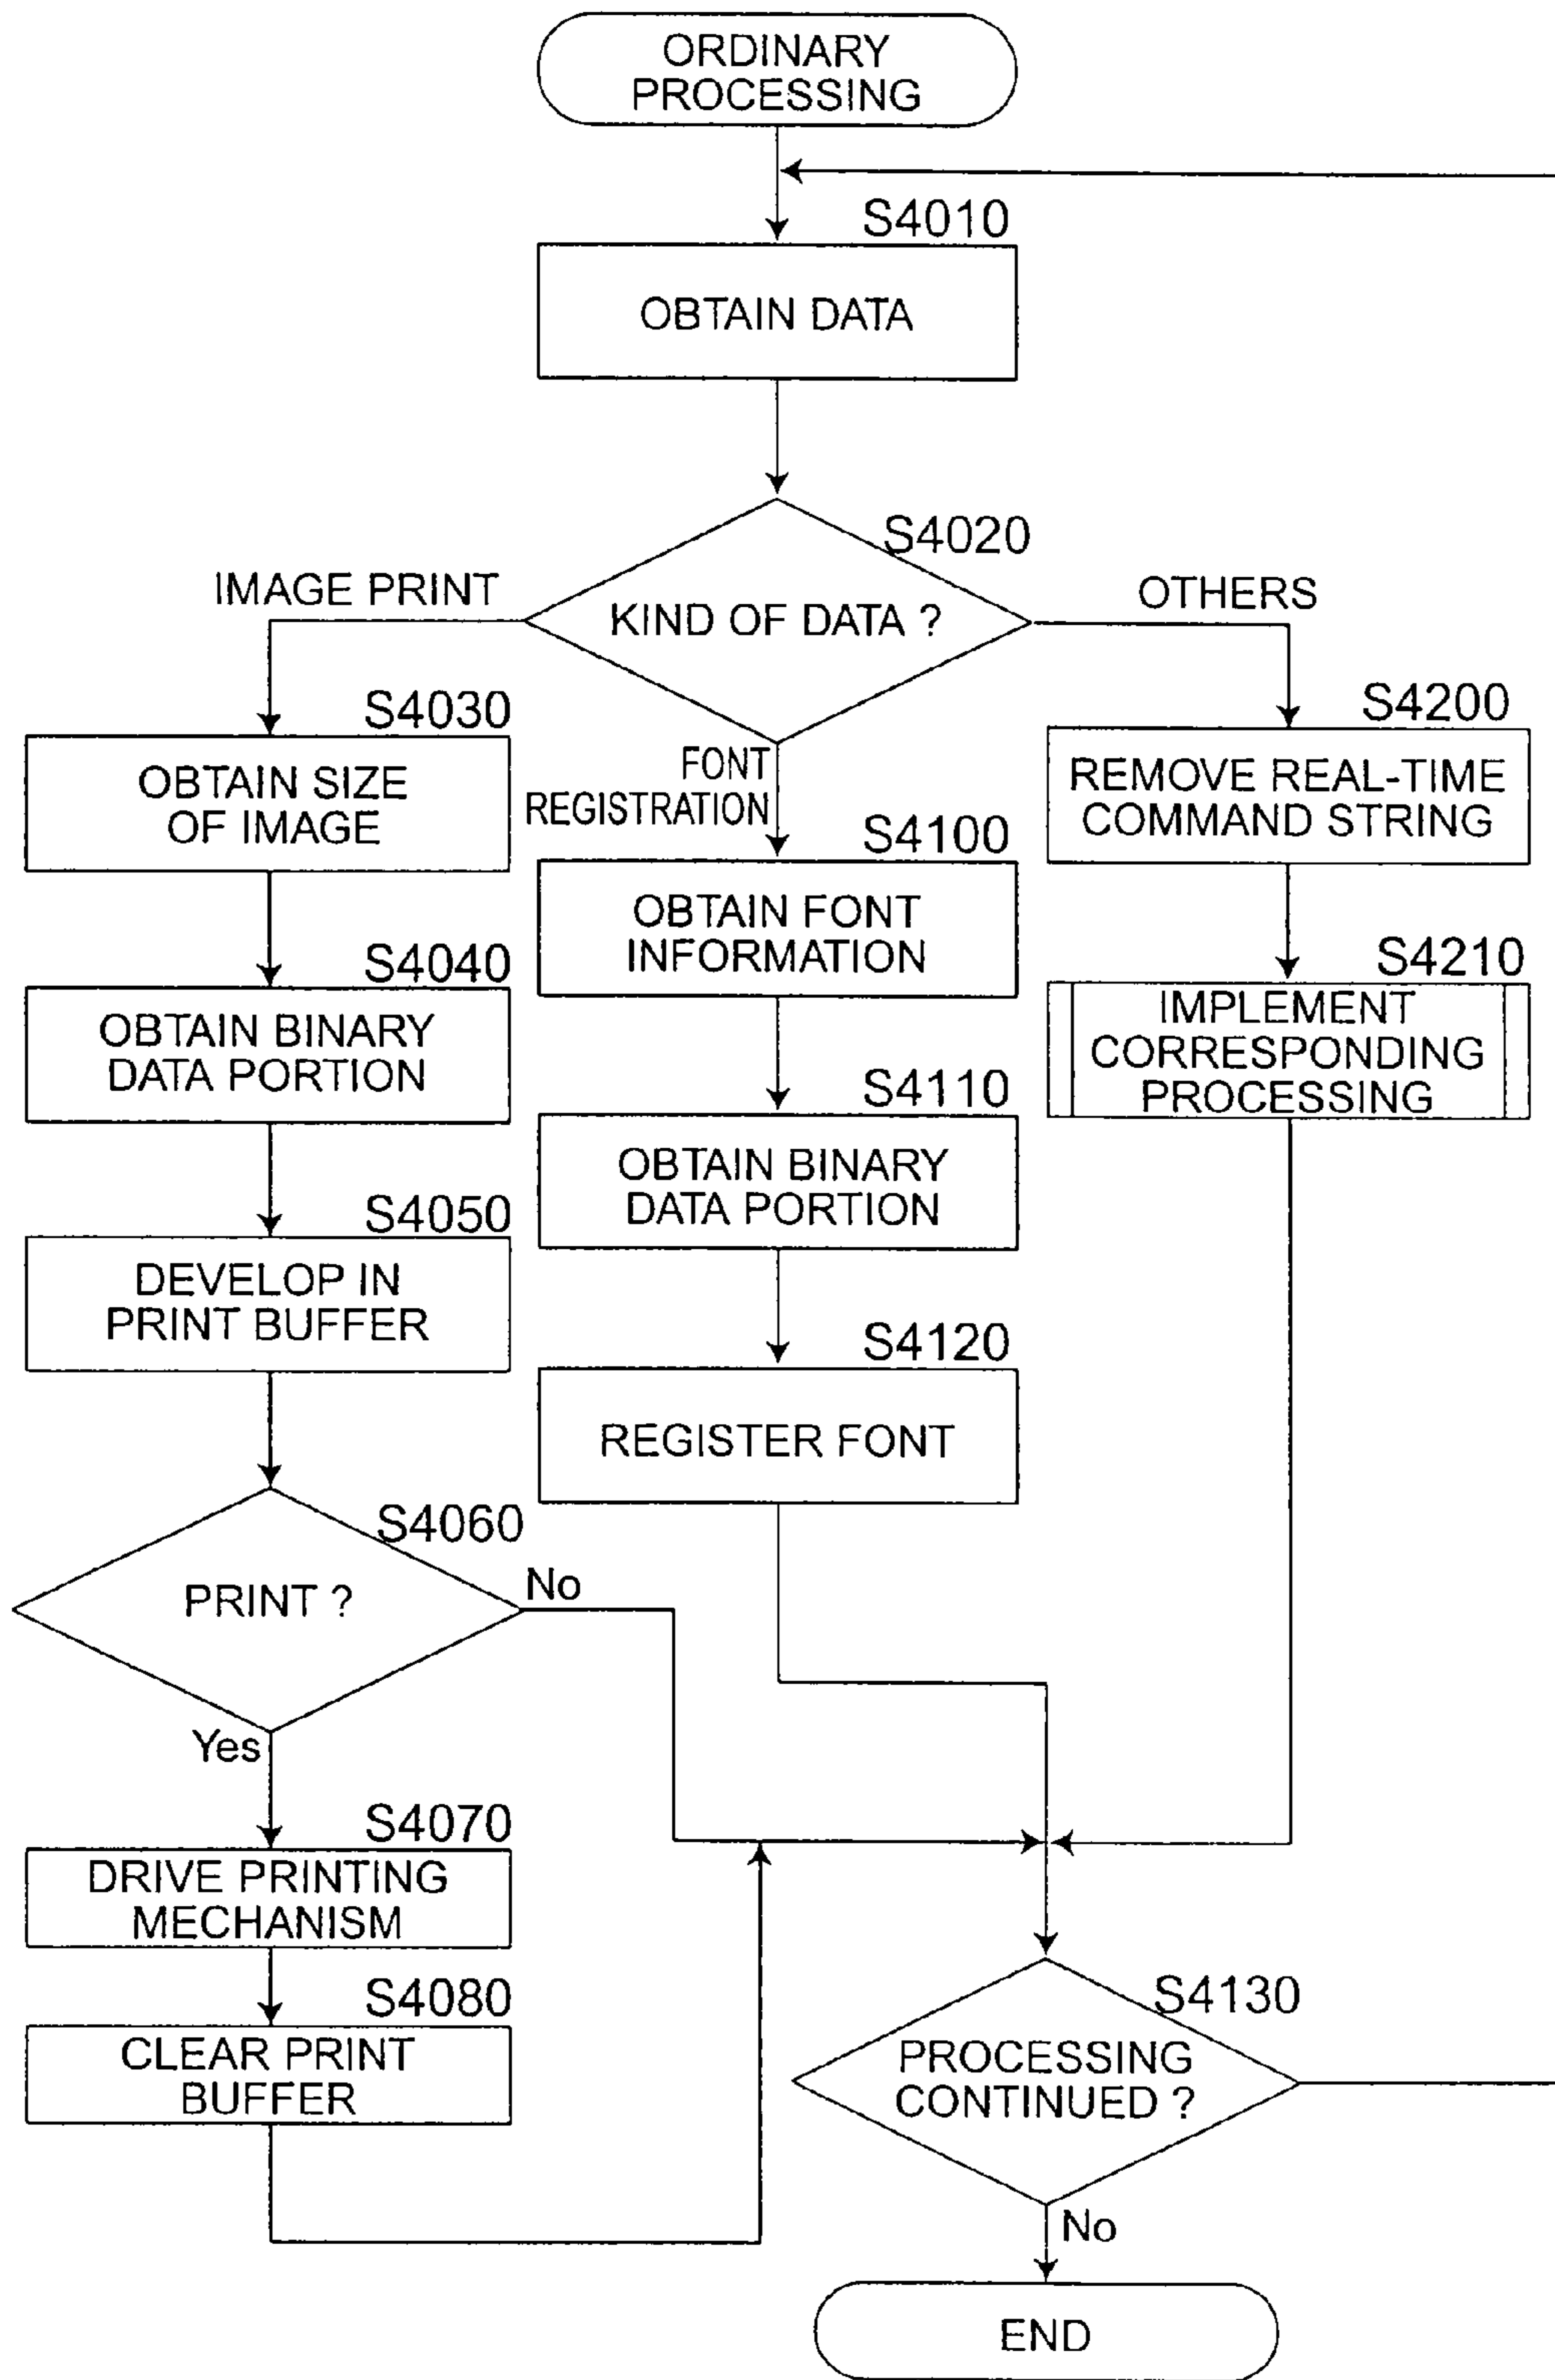 ORDINARY
PROCESSING
S4010
OBTAIN DATA
S4020
KIND OF DATA ?
IMAGE PRINT
OTHERS
FONT
REGISTRATION
S4030
OBTAIN SIZE
OF IMAGE
S4040
OBTAIN BINARY
DATA PORTION
S4050
DEVELOP IN
PRINT BUFFER
S4060
PRINT ?
No
Yes
S4070
DRIVE PRINTING
MECHANISM
S4080
CLEAR PRINT
BUFFER
S4100
OBTAIN FONT
INFORMATION
S4110
OBTAIN BINARY
DATA PORTION
S4120
REGISTER FONT
S4200
REMOVE REAL-TIME
COMMAND STRING
S4210
IMPLEMENT
CORRESPONDING
PROCESSING
S4130
PROCESSING
CONTINUED ?
No
END